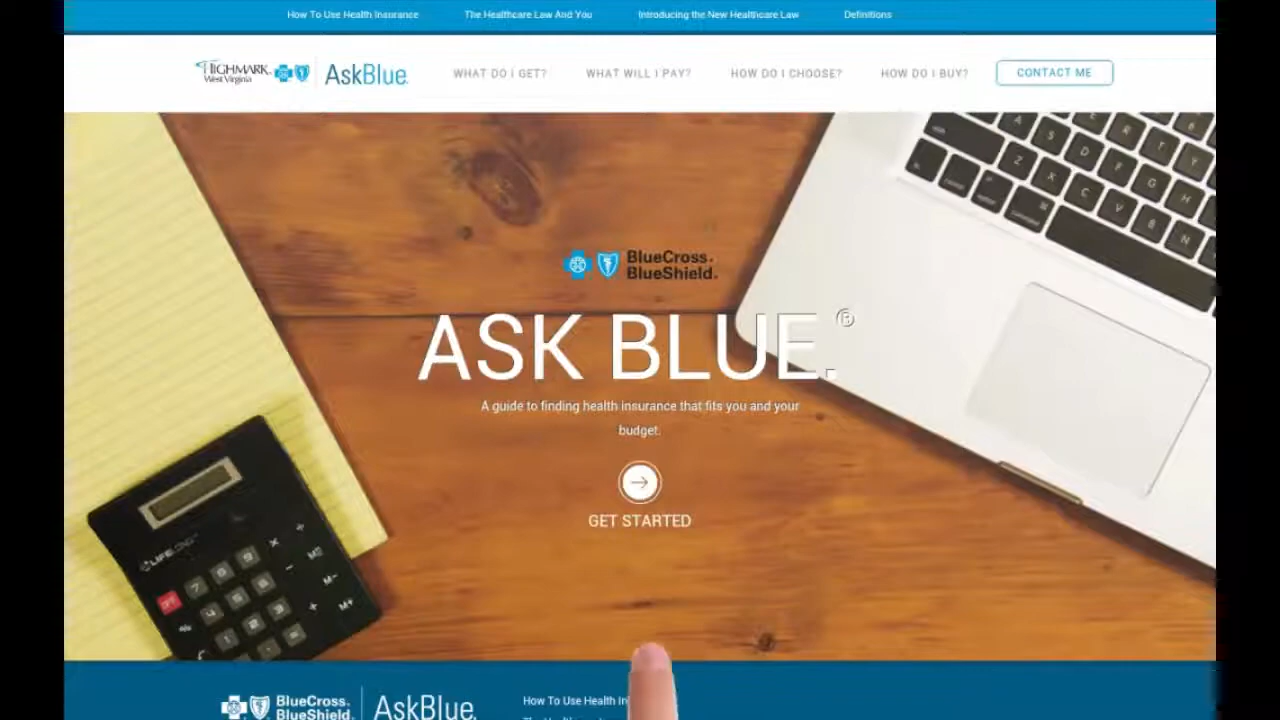 How To Use Health Insurance
The Healthcare Law And You
Introducing the New Healthcare Law
Definitions
HIGHMARK
West Virginia
AskBlue
WHAT DO I GET?
WHAT WILL I PAY?
HOW DO I CHOOSE?
HOW DO I BUY?
CONTACT ME
BlueCross
BlueShield
ASK BLUE.®
A guide to finding health insurance that fits you and your
budget.
GET STARTED
BlueCross
BlueShield
AskBlue
How To Use Health